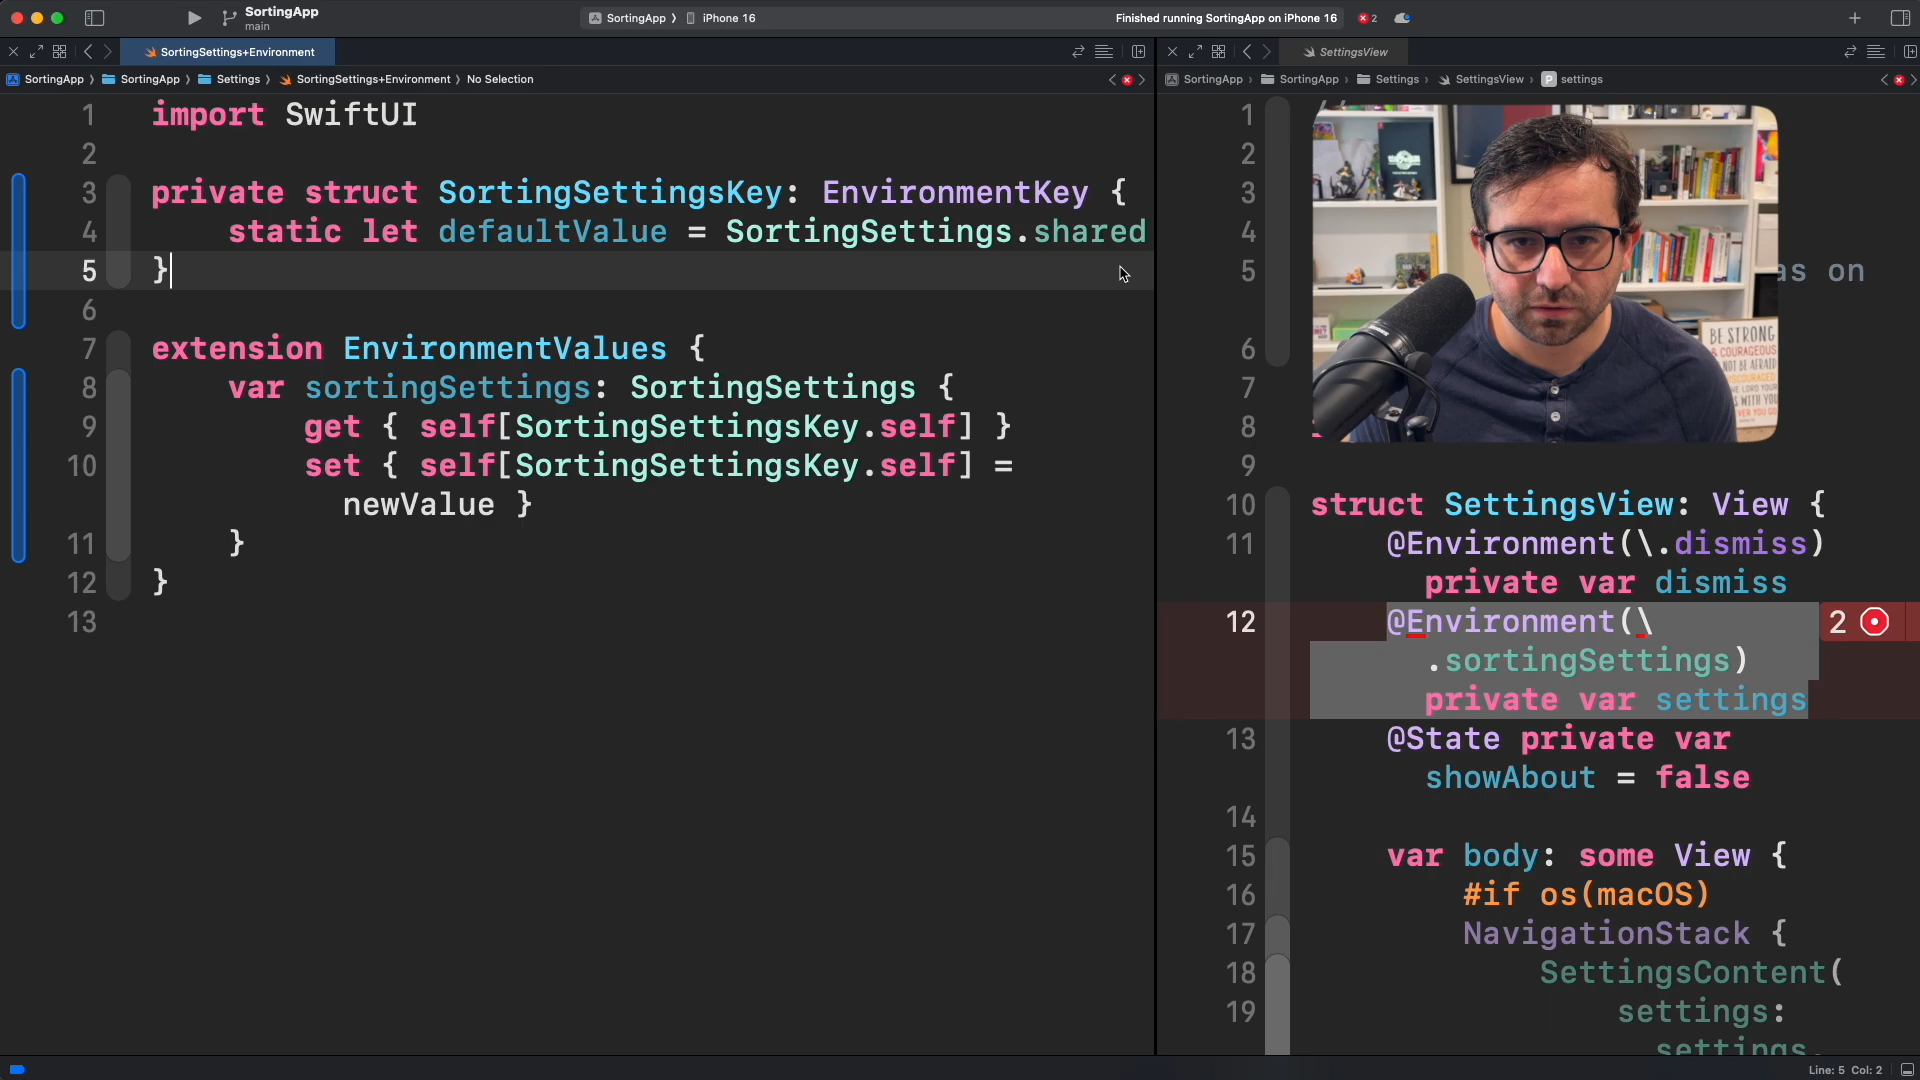 SortingApp
main
SortingApp 〉 iPhone 16
Finished running SortingApp on iPhone 16
2
SortingSettings+Environment
SettingsView
SortingApp 〉 SortingApp 〉 Settings 〉 SortingSettings+Environment 〉 No Selection
SortingApp 〉 SortingApp 〉 Settings 〉 SettingsView 〉 P settings
1 import SwiftUI
2
3 private struct SortingSettingsKey: EnvironmentKey {
4 static let defaultValue = SortingSettings.shared
5 }
6
7 extension EnvironmentValues {
8 var sortingSettings: SortingSettings {
9 get { self[SortingSettingsKey.self] }
10 set { self[SortingSettingsKey.self] =
newValue }
11 }
12 }
13
1 //
2
3
4
5 as on
6
7
8
9
10 struct SettingsView: View {
11 @Environment(\.dismiss)
private var dismiss
12 @Environment(\
.sortingSettings)
private var settings
2
13 @State private var
showAbout = false
14
15 var body: some View {
16 #if os(macOS)
17 NavigationStack {
18 SettingsContent(
19 settings:
settings.
BE STRONG
& COURAGEOUS
Line: 5 Col: 2